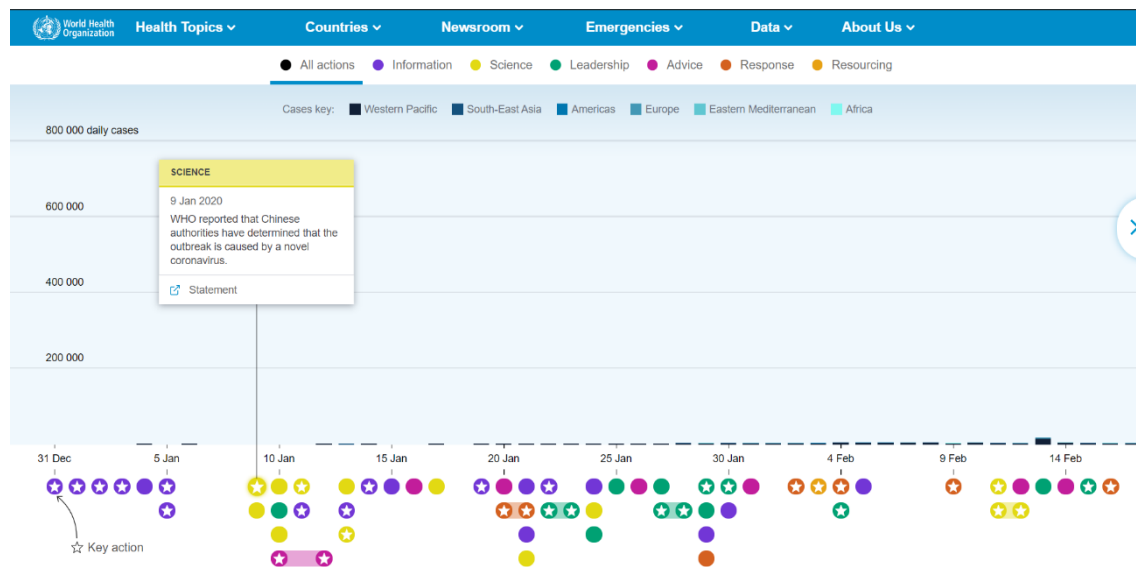 World Health
Organization
Health Topics
Countries
Newsroom
Emergencies
Data
About Us
All actions
Information
Science
Leadership
Advice
Response
Resourcing
Cases key:
Western Pacific
South-East Asia
Americas
Europe
Eastern Mediterranean
Africa
800 000 daily cases
SCIENCE
9 Jan 2020
WHO reported that Chinese
authorities have determined that the
outbreak is caused by a novel
coronavirus.
Statement
600 000
400 000
200 000
31 Dec
5 Jan
10 Jan
15 Jan
20 Jan
25 Jan
30 Jan
4 Feb
9 Feb
14 Feb
Key action